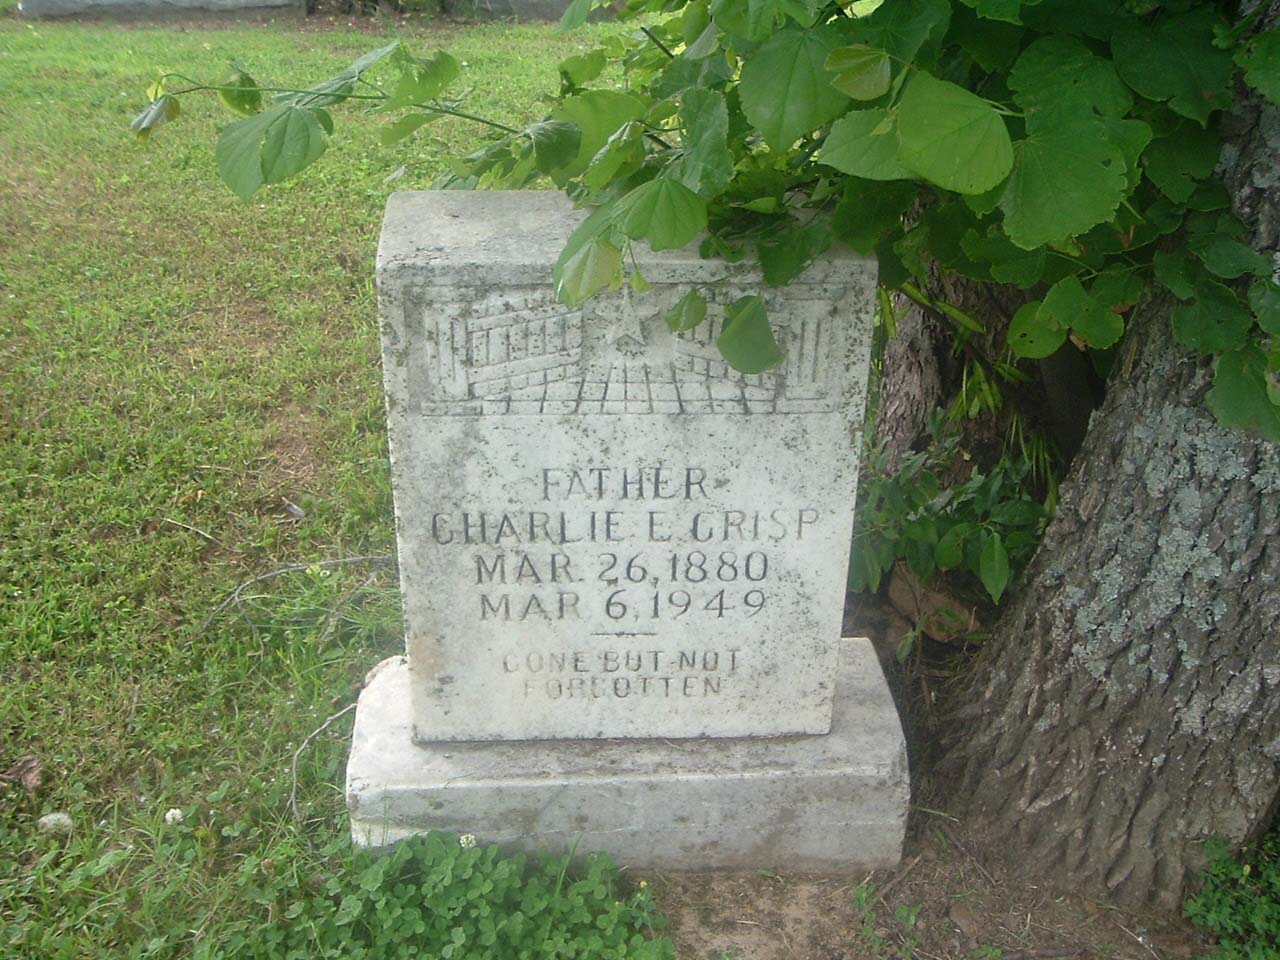 FATHER
CHARLIE E. CRISP
MAR. 26, 1880
MAR. 6, 1949
GONE BUT NOT
FORGOTTEN